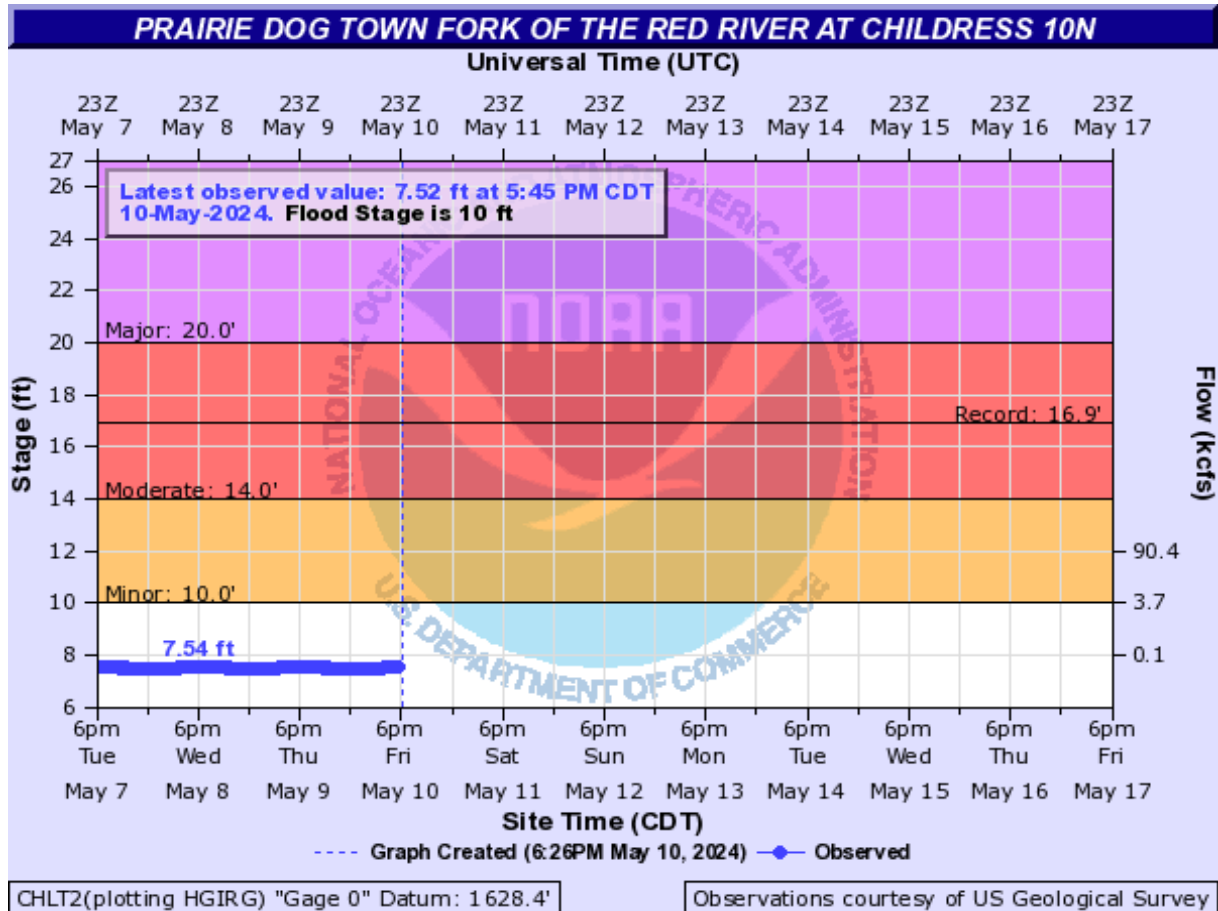 PRAIRIE DOG TOWN FORK OF THE RED RIVER AT CHILDRESS 10N
Universal Time (UTC)
23Z 23Z 23Z 23Z 23Z 23Z 23Z 23Z 23Z 23Z 23Z
May 7 May 8 May 9 May 10 May 11 May 12 May 13 May 14 May 15 May 16 May 17
Latest observed value: 7.52 ft at 5:45 PM CDT
10-May-2024. Flood Stage is 10 ft
27
26
24
22
20
18
16
14
12
10
8
6
Stage (ft)
Major: 20.0'
Record: 16.9'
Moderate: 14.0'
Minor: 10.0'
7.54 ft
NATIONAL OCEANIC AND ATMOSPHERIC ADMINISTRATION
NOAA
U.S. DEPARTMENT OF COMMERCE
Flow (kcfs)
90.4
3.7
0.1
6pm 6pm 6pm 6pm 6pm 6pm 6pm 6pm 6pm 6pm 6pm
Tue Wed Thu Fri Sat Sun Mon Tue Wed Thu Fri
May 7 May 8 May 9 May 10 May 11 May 12 May 13 May 14 May 15 May 16 May 17
Site Time (CDT)
Graph Created (6:26PM May 10, 2024) Observed
CHLT2(plotting HGIRG) "Gage 0" Datum: 1628.4'
Observations courtesy of US Geological Survey